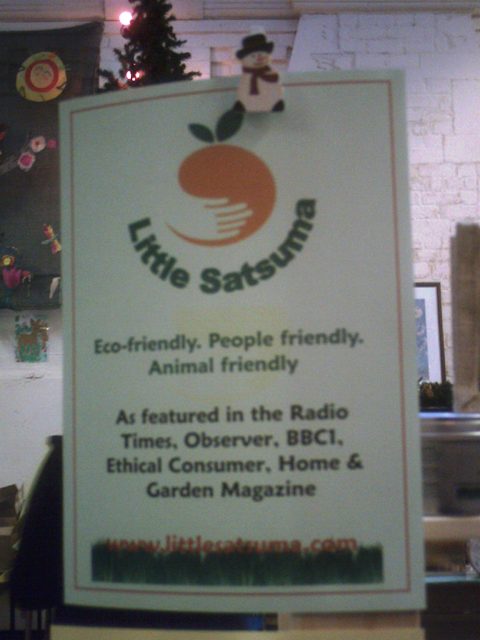 Little Satsuma
Eco-friendly. People friendly.
Animal friendly
As featured in the Radio
Times, Observer, BBC1,
Ethical Consumer, Home &
Garden Magazine
www.littlesatsuma.com